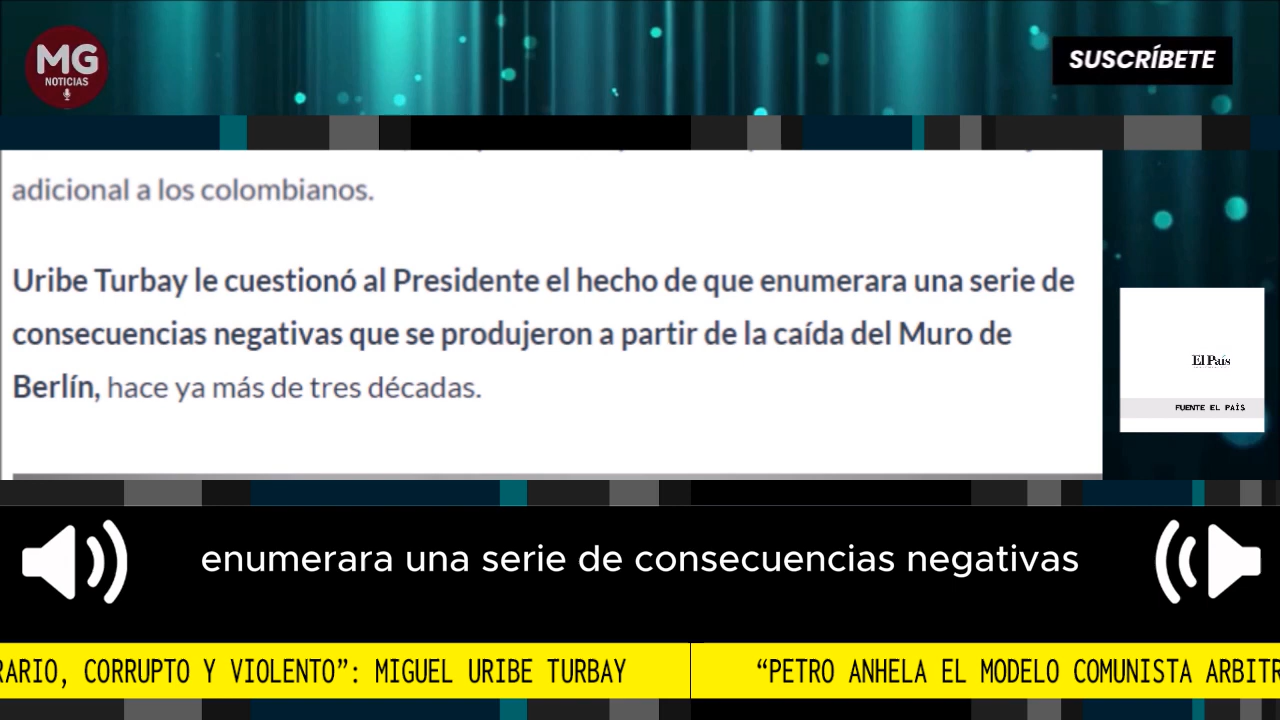 MG
NOTICIAS
SUSCRÍBETE
adicional a los colombianos.
Uribe Turbay le cuestionó al Presidente el hecho de que enumerara una serie de
consecuencias negativas que se produjeron a partir de la caída del Muro de
Berlín, hace ya más de tres décadas.
El País
FUENTE EL PAÍS
enumerara una serie de consecuencias negativas
RARIO, CORRUPTO Y VIOLENTO”: MIGUEL URIBE TURBAY “PETRO ANHELA EL MODELO COMUNISTA ARBITR